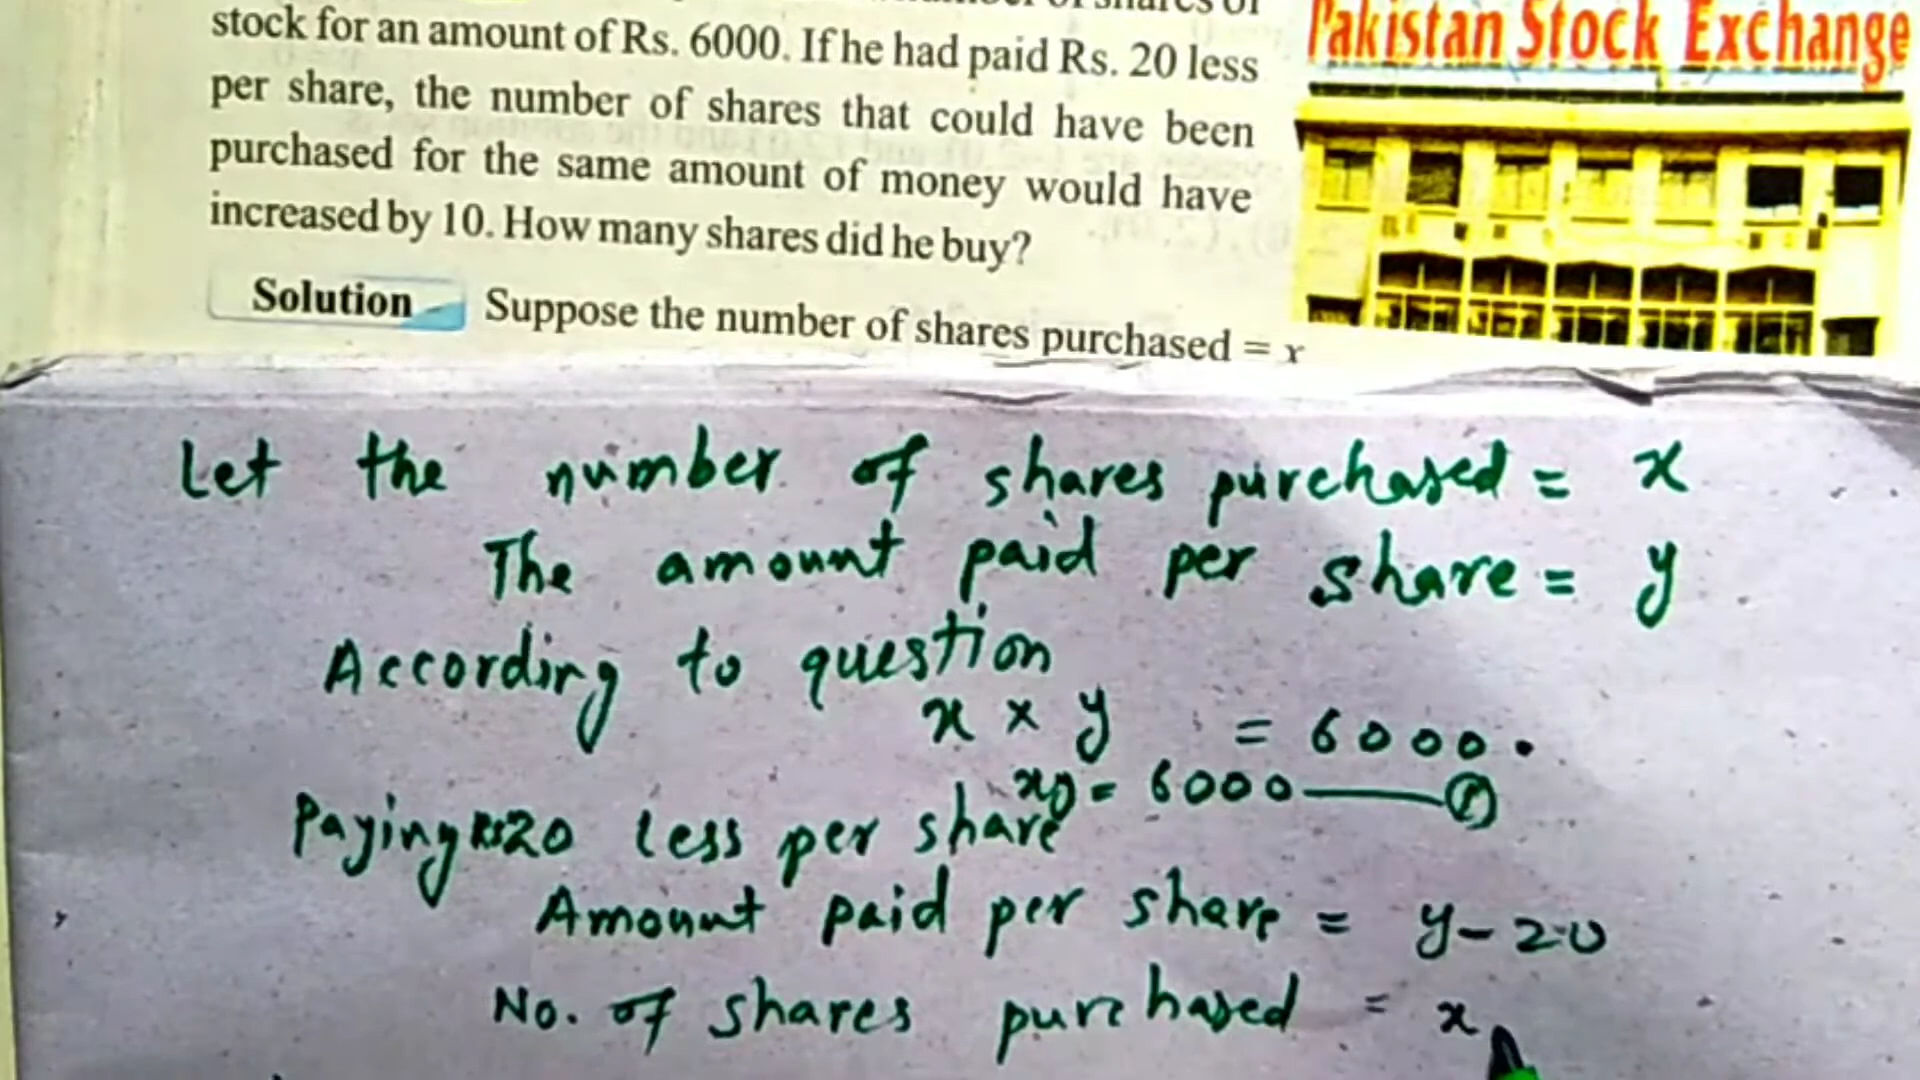 number of shares of
Pakistan Stock Exchange
stock for an amount of Rs. 6000. If he had paid Rs. 20 less
per share, the number of shares that could have been
purchased for the same amount of money would have
increased by 10. How many shares did he buy?
Solution Suppose the number of shares purchased = x
Let the number of shares purchased = x
The amount paid per share = y
According to question
x × y = 6000.
xy = 6000 — 1
Paying Rs20 less per share
Amount paid per share = y - 20
No. of shares purchased = x